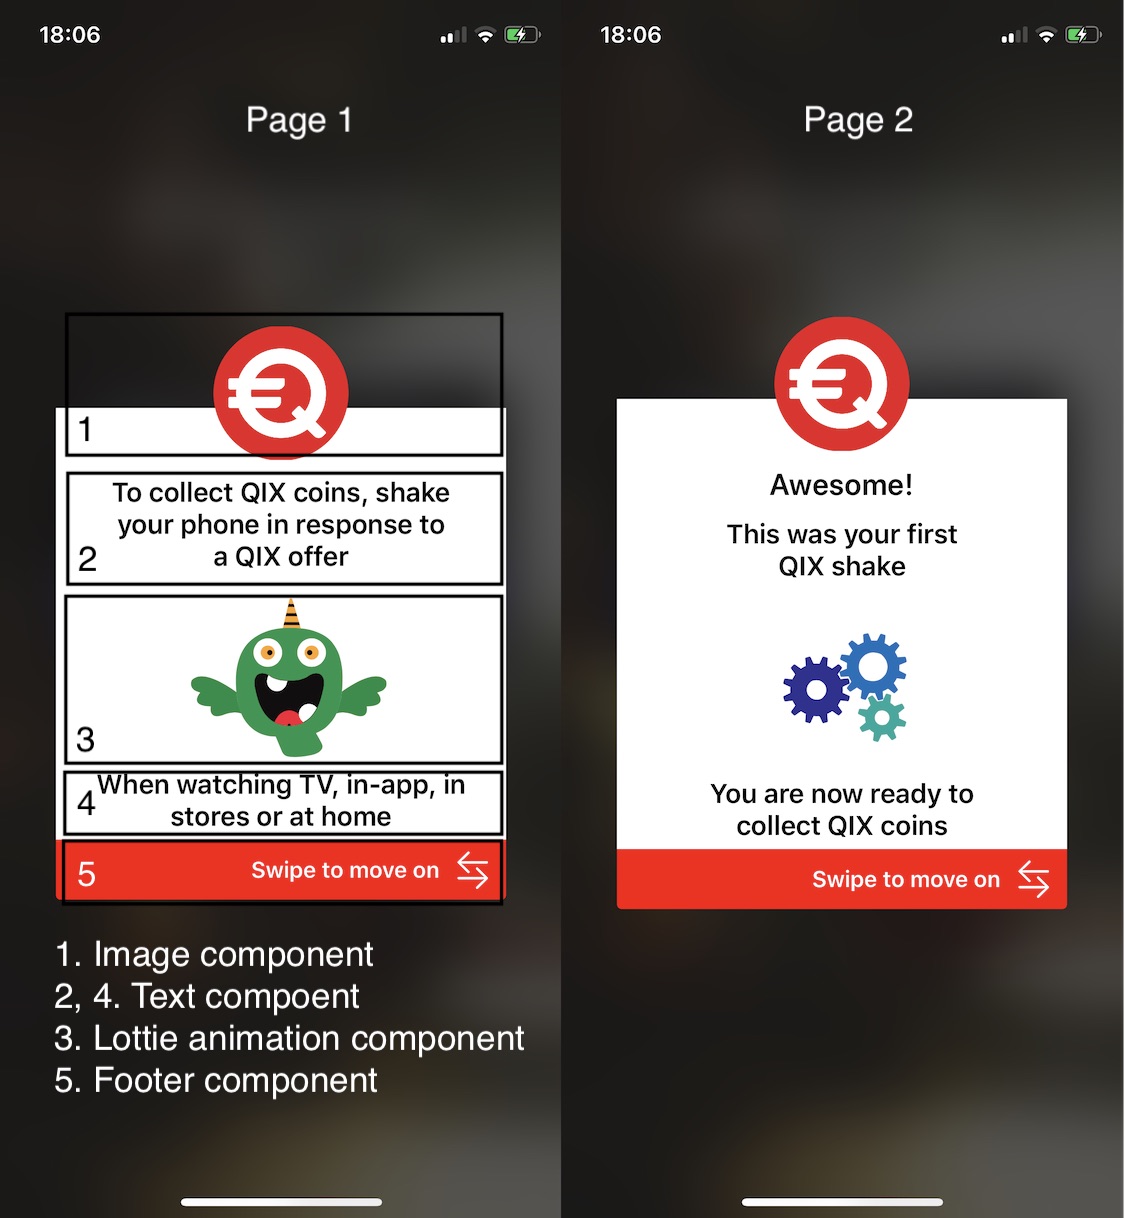 18:06
Page 1
1
To collect QIX coins, shake
your phone in response to
a QIX offer
2
3
When watching TV, in-app, in
stores or at home
4
5
Swipe to move on
1. Image component
2, 4. Text compoent
3. Lottie animation component
5. Footer component
18:06
Page 2
Awesome!
This was your first
QIX shake
You are now ready to
collect QIX coins
Swipe to move on